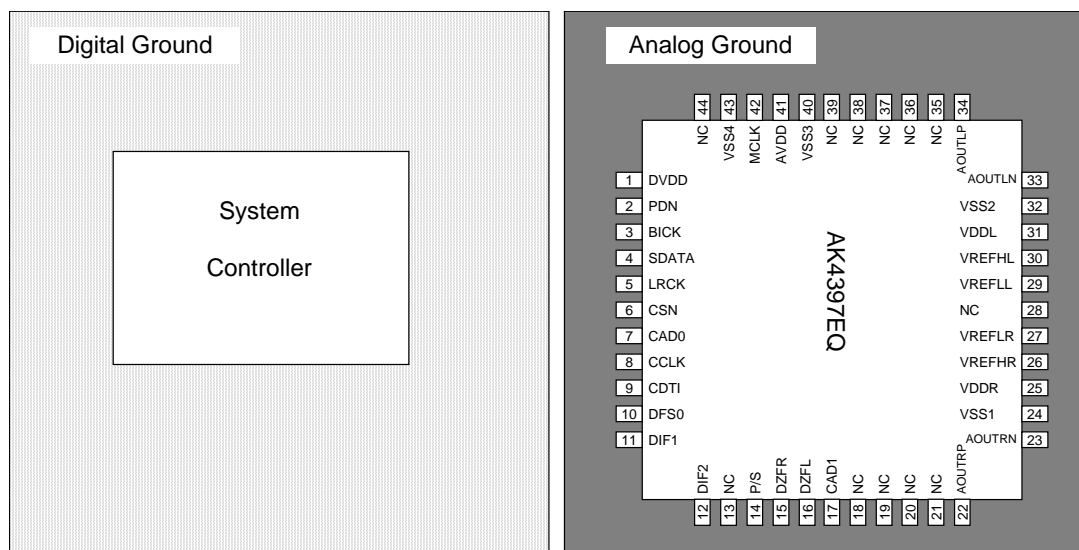 Digital Ground
Analog Ground
System
Controller
44 43 42 41 40 39 38 37 36 35 34
NC VSS4 MCLK AVDD VSS3 NC NC NC NC NC AOUTLP
1 DVDD
2 PDN
3 BICK
4 SDATA
5 LRCK
6 CSN
7 CAD0
8 CCLK
9 CDTI
10 DFS0
11 DIF1
AK4397EQ
AOUTLN 33
VSS2 32
VDDL 31
VREFHL 30
VREFLL 29
NC 28
VREFLR 27
VREFHR 26
VDDR 25
VSS1 24
AOUTRN 23
DIF2 NC P/S DZFR DZFL CAD1 NC NC NC NC AOUTRP
12 13 14 15 16 17 18 19 20 21 22